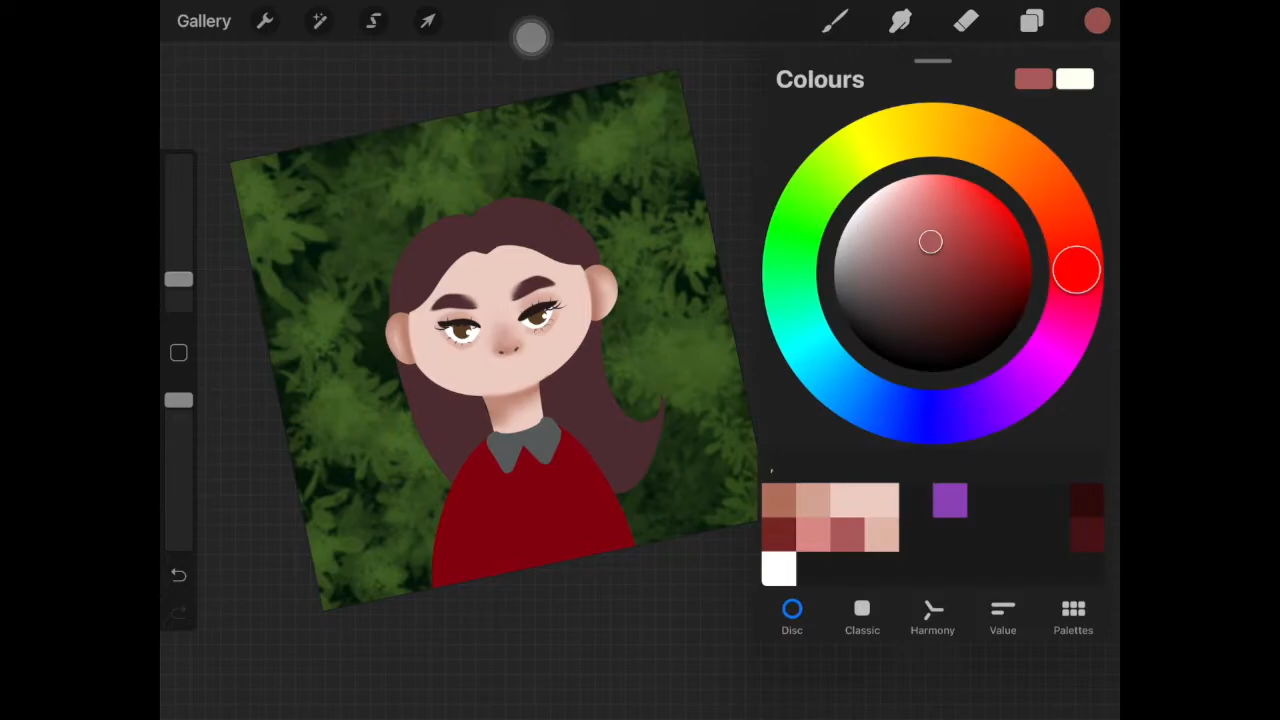 Gallery
Colours
Disc
Classic
Harmony
Value
Palettes